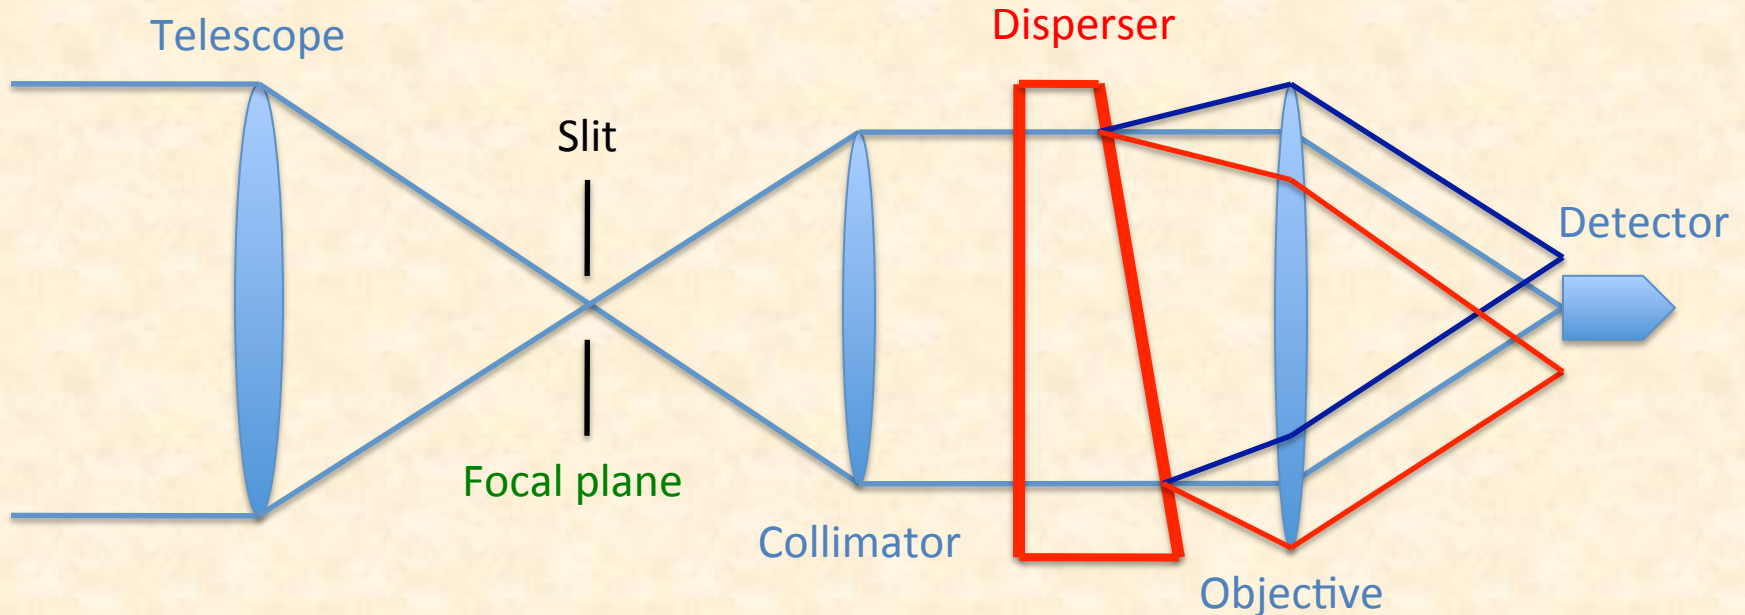 Telescope
Disperser
Slit
Detector
Focal plane
Collimator
Objective